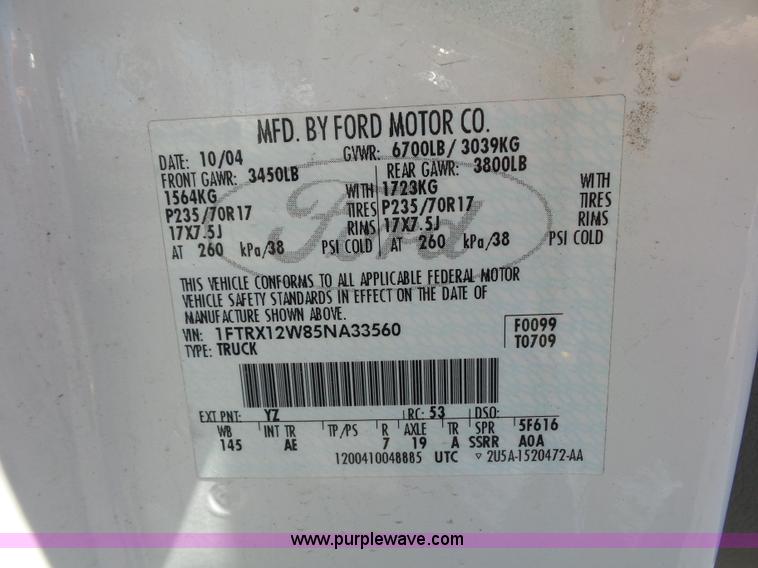 MFD. BY FORD MOTOR CO.
DATE: 10/04 GVWR: 6700LB / 3039KG
FRONT GAWR: 3450LB REAR GAWR: 3800LB
1564KG WITH 1723KG WITH
P235/70R17 TIRES P235/70R17 TIRES
17X7.5J RIMS 17X7.5J RIMS
AT 260 kPa/38 PSI COLD AT 260 kPa/38 PSI COLD
Ford
THIS VEHICLE CONFORMS TO ALL APPLICABLE FEDERAL MOTOR
VEHICLE SAFETY STANDARDS IN EFFECT ON THE DATE OF
MANUFACTURE SHOWN ABOVE.
VIN: 1FTRX12W85NA33560 F0099
TYPE: TRUCK T0709
EXT PNT: YZ RC: 53 DSO:
WB INT TR TP/PS R AXLE TR SPR 5F616
145 AE 7 19 A SSRR A0A
1200410048885 UTC ▿ 2U5A-1520472-AA
www.purplewave.com